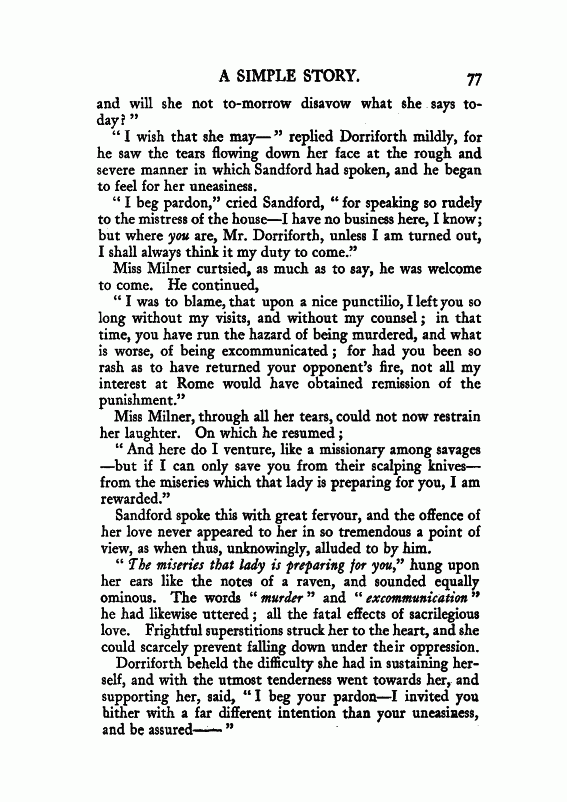 A SIMPLE STORY. 77
and will she not to-morrow disavow what she says to-
day? ”
“ I wish that she may— ” replied Dorriforth mildly, for
he saw the tears flowing down her face at the rough and
severe manner in which Sandford had spoken, and he began
to feel for her uneasiness.
“ I beg pardon,” cried Sandford, “ for speaking so rudely
to the mistress of the house—I have no business here, I know;
but where you are, Mr. Dorriforth, unless I am turned out,
I shall always think it my duty to come.”
Miss Milner curtsied, as much as to say, he was welcome
to come. He continued,
“ I was to blame, that upon a nice punctilio, I left you so
long without my visits, and without my counsel ; in that
time, you have run the hazard of being murdered, and what
is worse, of being excommunicated ; for had you been so
rash as to have returned your opponent’s fire, not all my
interest at Rome would have obtained remission of the
punishment.”
Miss Milner, through all her tears, could not now restrain
her laughter. On which he resumed ;
“ And here do I venture, like a missionary among savages
—but if I can only save you from their scalping knives—
from the miseries which that lady is preparing for you, I am
rewarded.”
Sandford spoke this with great fervour, and the offence of
her love never appeared to her in so tremendous a point of
view, as when thus, unknowingly, alluded to by him.
“ The miseries that lady is preparing for you,” hung upon
her ears like the notes of a raven, and sounded equally
ominous. The words “ murder ” and “ excommunication ”
he had likewise uttered ; all the fatal effects of sacrilegious
love. Frightful superstitions struck her to the heart, and she
could scarcely prevent falling down under their oppression.
Dorriforth beheld the difficulty she had in sustaining her-
self, and with the utmost tenderness went towards her, and
supporting her, said, “ I beg your pardon—I invited you
hither with a far different intention than your uneasiness,
and be assured—— ”